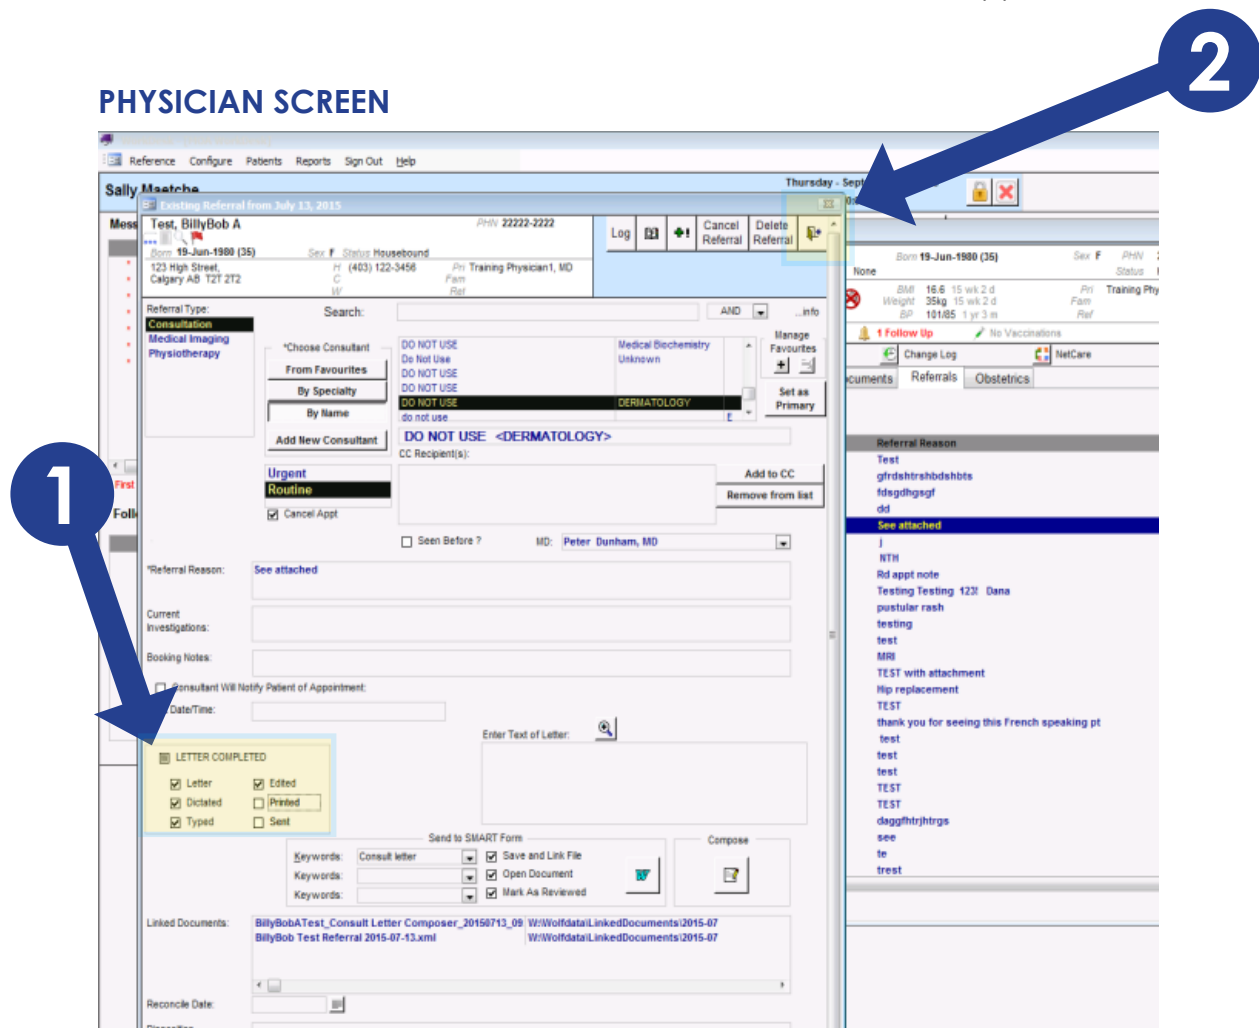 2
PHYSICIAN SCREEN
Reference Configure Patients Reports Sign Out Help
Sally Maetche
Thursday - Sept
Existing Referral from July 13, 2015
Mess
Test, BillyBob A
PHN 22222-2222
Log
Cancel Referral
Delete Referral
Born 19-Jun-1980 (35) Sex F Status Housebound
123 High Street, H (403) 122-3456 Pri Training Physician1, MD
Calgary AB T2T 2T2 C Fam
W Ref
Born 19-Jun-1980 (35) Sex F PHN
None Status
BMI 16.6 15 wk 2 d Pri Training Phy
Weight 35kg 15 wk 2 d Fam
BP 101/85 1 yr 3 m Ref
1 Follow Up No Vaccinations
Change Log NetCare
cuments Referrals Obstetrics
Referral Type:
Consultation
Medical Imaging
Physiotherapy
Search:
AND
...info
*Choose Consultant
From Favourites
By Specialty
By Name
Add New Consultant
DO NOT USE Medical Biochemistry
Do Not Use Unknown
DO NOT USE
DO NOT USE
DO NOT USE DERMATOLOGY
do not use E
Manage
Favourites
Set as
Primary
DO NOT USE <DERMATOLOGY>
CC Recipient(s):
Urgent
Routine
Cancel Appt
Add to CC
Remove from list
First
Foll
1
Seen Before ? MD: Peter Dunham, MD
*Referral Reason: See attached
Current
Investigations:
Booking Notes:
Consultant Will Notify Patient of Appointment:
Date/Time:
Enter Text of Letter:
LETTER COMPLETED
Letter Edited
Dictated Printed
Typed Sent
Send to SMART Form
Compose
Keywords: Consult letter Save and Link File
Keywords: Open Document
Keywords: Mark As Reviewed
Linked Documents: BillyBobATest_Consult Letter Composer_20150713_09 W:\Wolfdata\LinkedDocuments\2015-07
BillyBob Test Referral 2015-07-13.xml W:\Wolfdata\LinkedDocuments\2015-07
Reconcile Date:
Referral Reason
Test
gfrdshtrshbdshbts
fdsgdhgsgf
dd
See attached
j
NTH
Rd appt note
Testing Testing Dana
pustular rash
testing
test
MRI
TEST with attachment
Hip replacement
TEST
thank you for seeing this French speaking pt
test
test
test
TEST
TEST
daggfhtrjhtrgs
see
te
trest